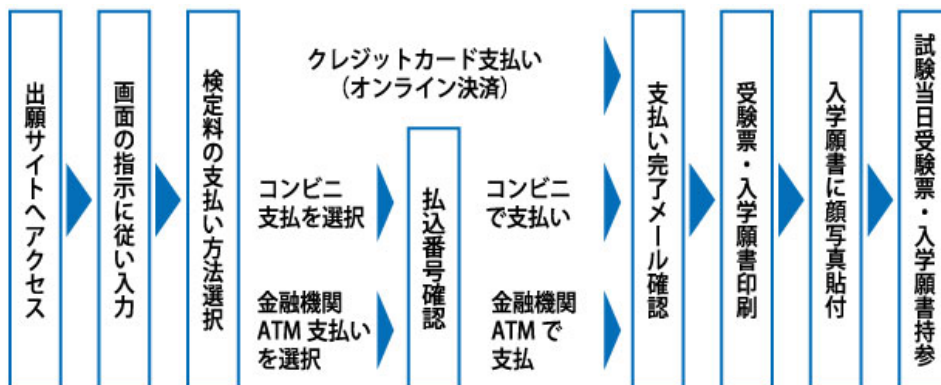 出願サイトへアクセス
画面の指示に従い入力
検定料の支払い方法選択
クレジットカード支払い
(オンライン決済)
コンビニ
支払を選択
金融機関
ATM 支払い
を選択
払込番号確認
コンビニ
で支払い
金融機関
ATM で
支払
支払い完了メール確認
受験票・入学願書印刷
入学願書に顔写真貼付
試験当日受験票・入学願書持参